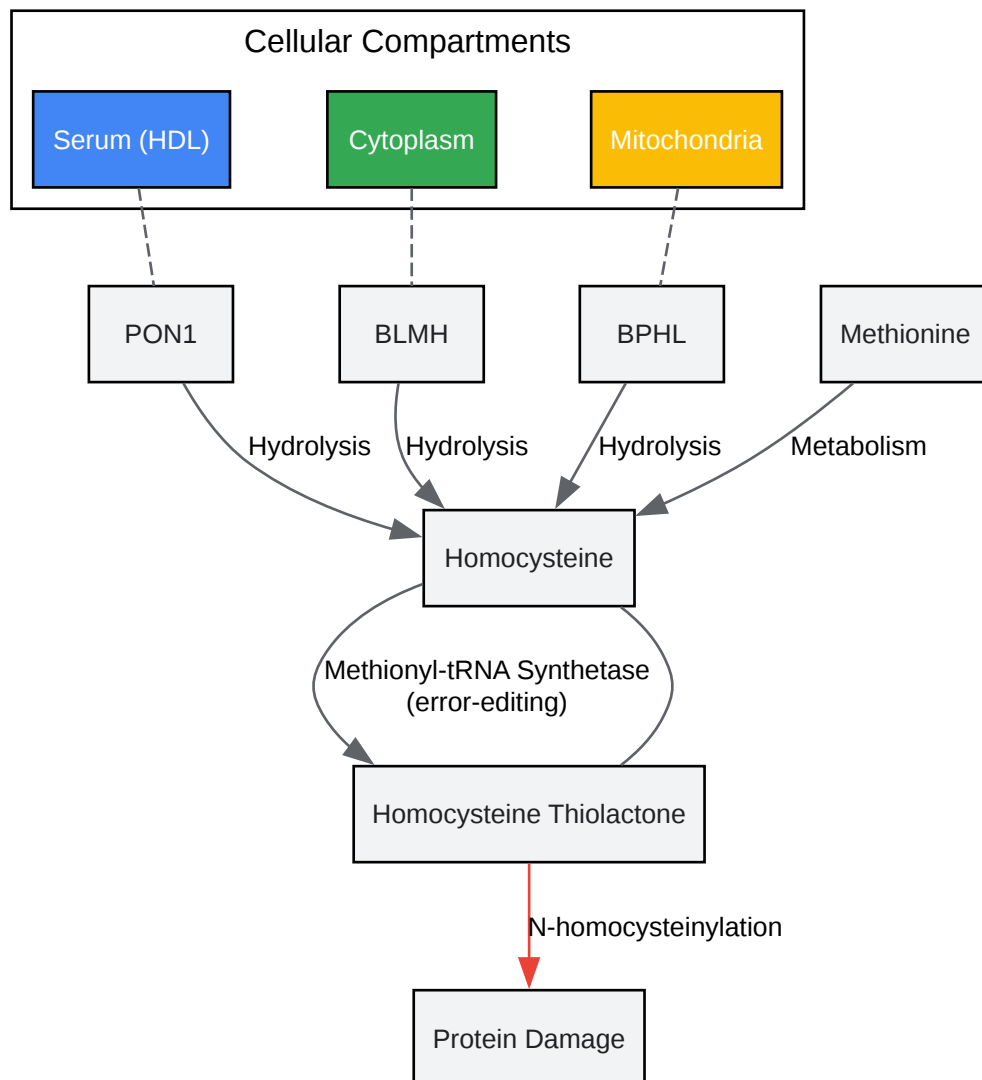 Cellular Compartments
Serum (HDL)
Cytoplasm
Mitochondria
PON1
BLMH
BPHL
Methionine
Hydrolysis
Hydrolysis
Hydrolysis
Metabolism
Homocysteine
Methionyl-tRNA Synthetase
(error-editing)
Homocysteine Thiolactone
N-homocysteinylation
Protein Damage